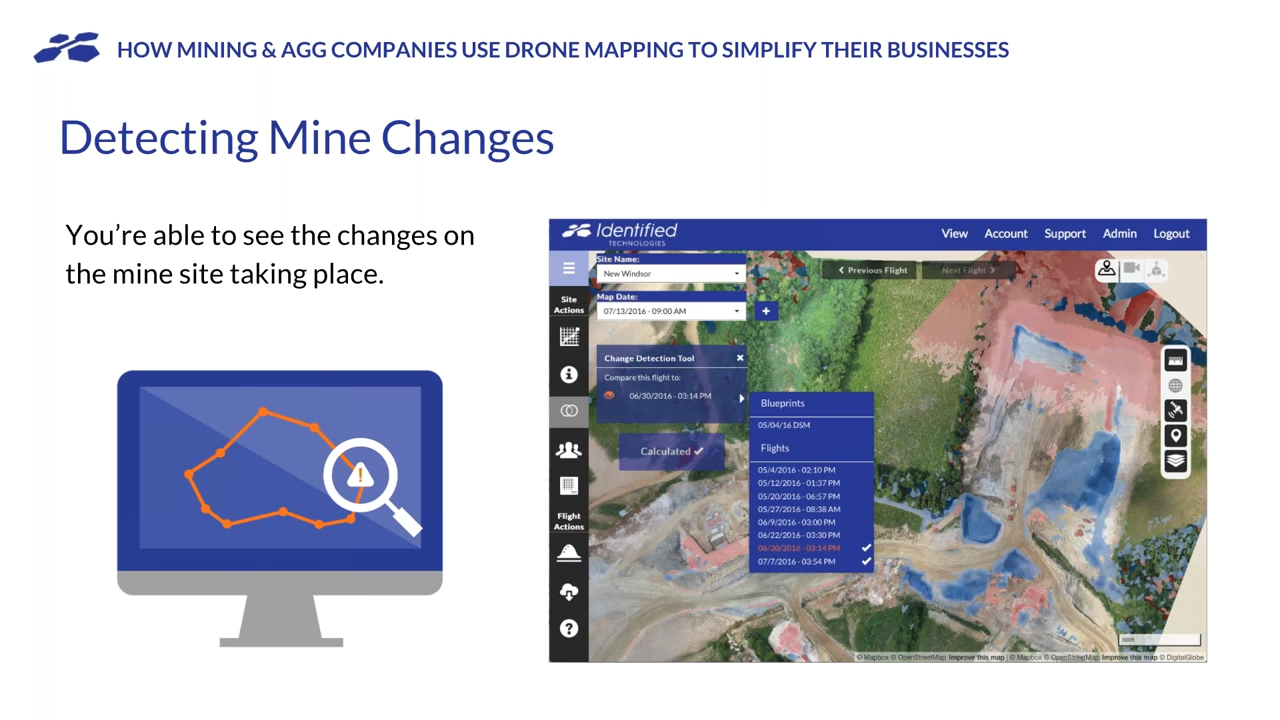 HOW MINING & AGG COMPANIES USE DRONE MAPPING TO SIMPLIFY THEIR BUSINESSES
Detecting Mine Changes
You're able to see the changes on
the mine site taking place.
Identified
TECHNOLOGIES
View Account Support Admin Logout
Site Name:
New Windsor
Previous Flight
Next Flight
Map Date:
07/13/2016 - 09:00 AM
Site
Actions
Change Detection Tool
Compare this flight to:
06/30/2016 - 03:14 PM
Calculated
Blueprints
05/04/16 DSM
Flights
05/4/2016 - 02:10 PM
05/12/2016 - 01:37 PM
05/20/2016 - 06:57 PM
05/27/2016 - 08:38 AM
06/9/2016 - 03:00 PM
06/22/2016 - 03:30 PM
06/30/2016 - 03:14 PM
07/7/2016 - 03:54 PM
Flight
Actions
© Mapbox © OpenStreetMap Improve this map | © Mapbox © OpenStreetMap Improve this map © DigitalGlobe